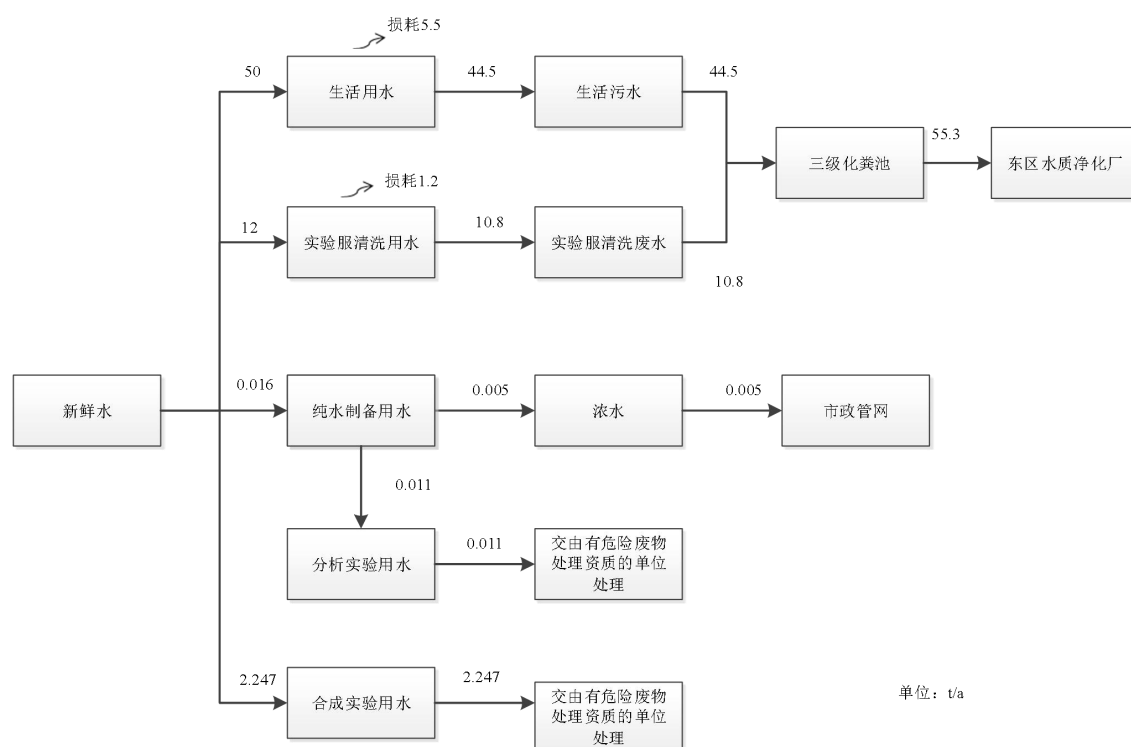 损耗5.5
50
生活用水
44.5
生活污水
44.5
三级化粪池
55.3
东区水质净化厂
损耗1.2
12
实验服清洗用水
10.8
实验服清洗废水
10.8
新鲜水
0.016
纯水制备用水
0.005
浓水
0.005
市政管网
0.011
分析实验用水
0.011
交由有危险废物
处理资质的单位
处理
2.247
合成实验用水
2.247
交由有危险废物
处理资质的单位
处理
单位：t/a